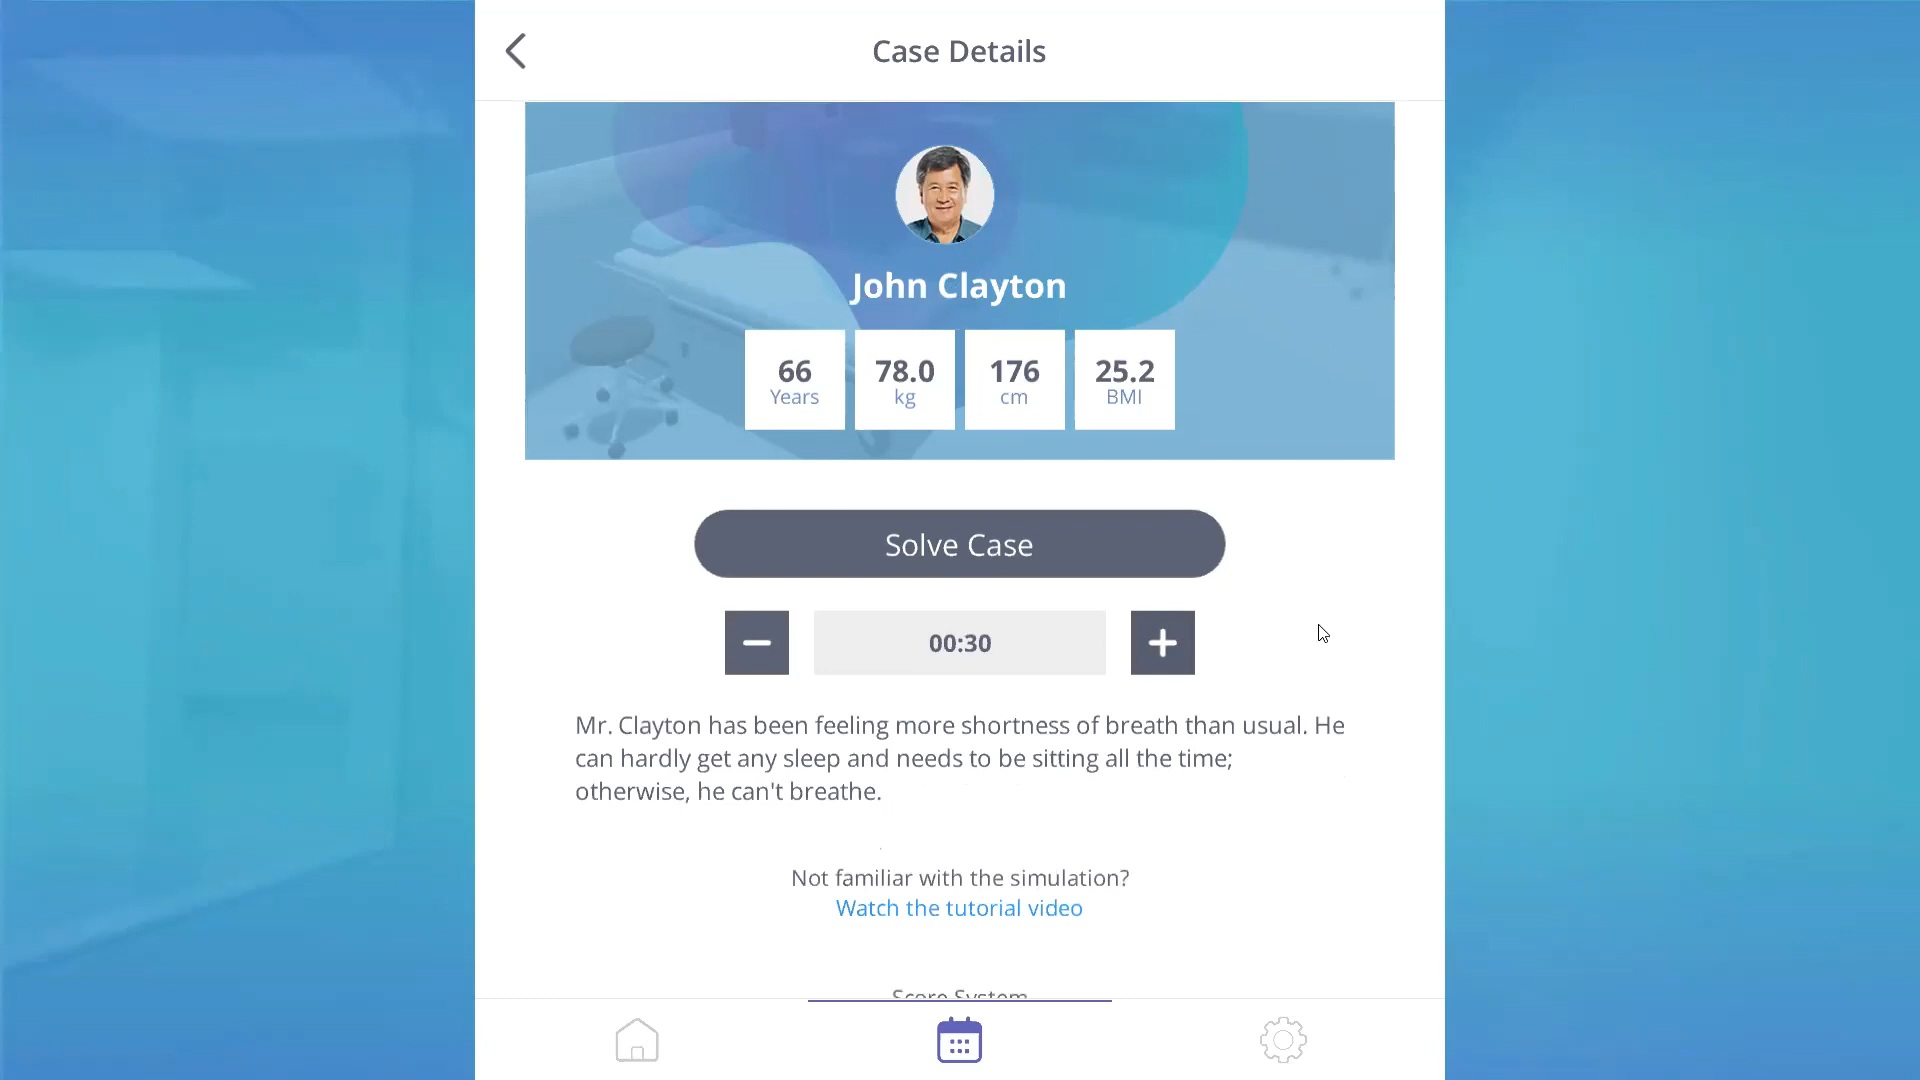 Case Details
John Clayton
66
Years
78.0
kg
176
cm
25.2
BMI
Solve Case
00:30
Mr. Clayton has been feeling more shortness of breath than usual. He
can hardly get any sleep and needs to be sitting all the time;
otherwise, he can't breathe.
Not familiar with the simulation?
Watch the tutorial video
Score System